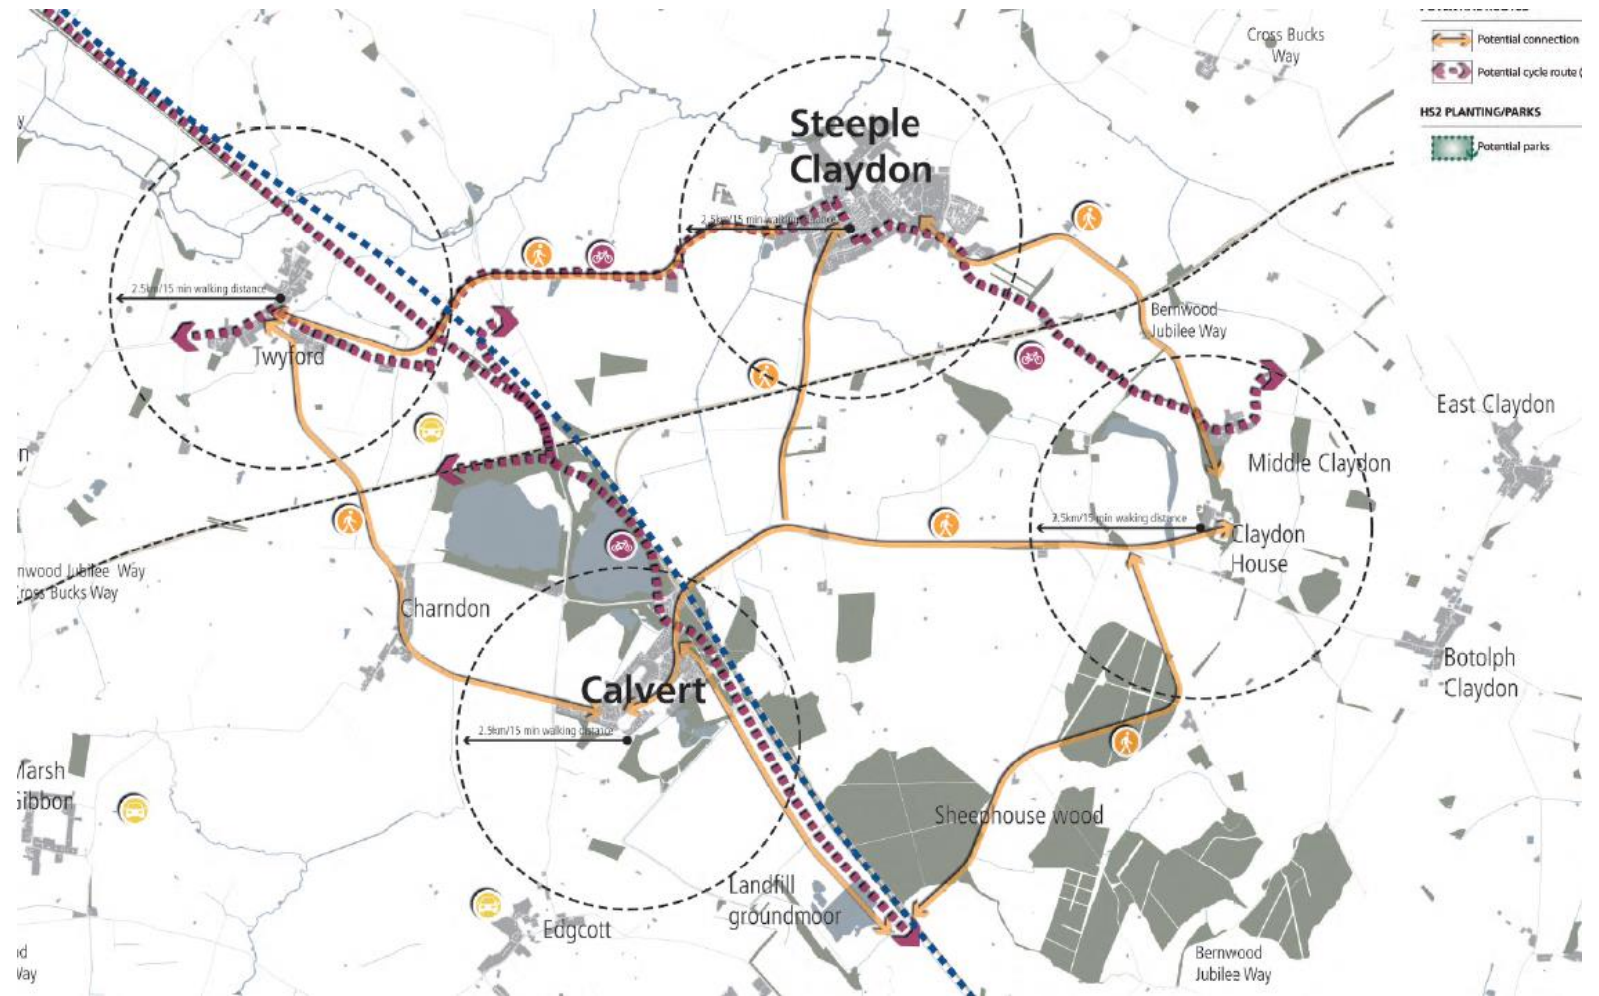 Cross Bucks
Way
Potential connection
Potential cycle route (
HS2 PLANTING/PARKS
Potential parks
Steeple
Claydon
2.5km/15 min walking distance
2.5km/15 min walking distance
Twyford
Bernwood
Jubilee Way
East Claydon
Middle Claydon
2,5km/15 min waking distance
Claydon
House
nwood Jubilee Way
ross Bucks Way
Charndon
Botolph
Claydon
Calvert
2.5km/15 min walking distance
Marsh
Gibbon
Sheephouse wood
Landfill
groundmoor
Edgcott
Bernwood
Jubilee Way
Way